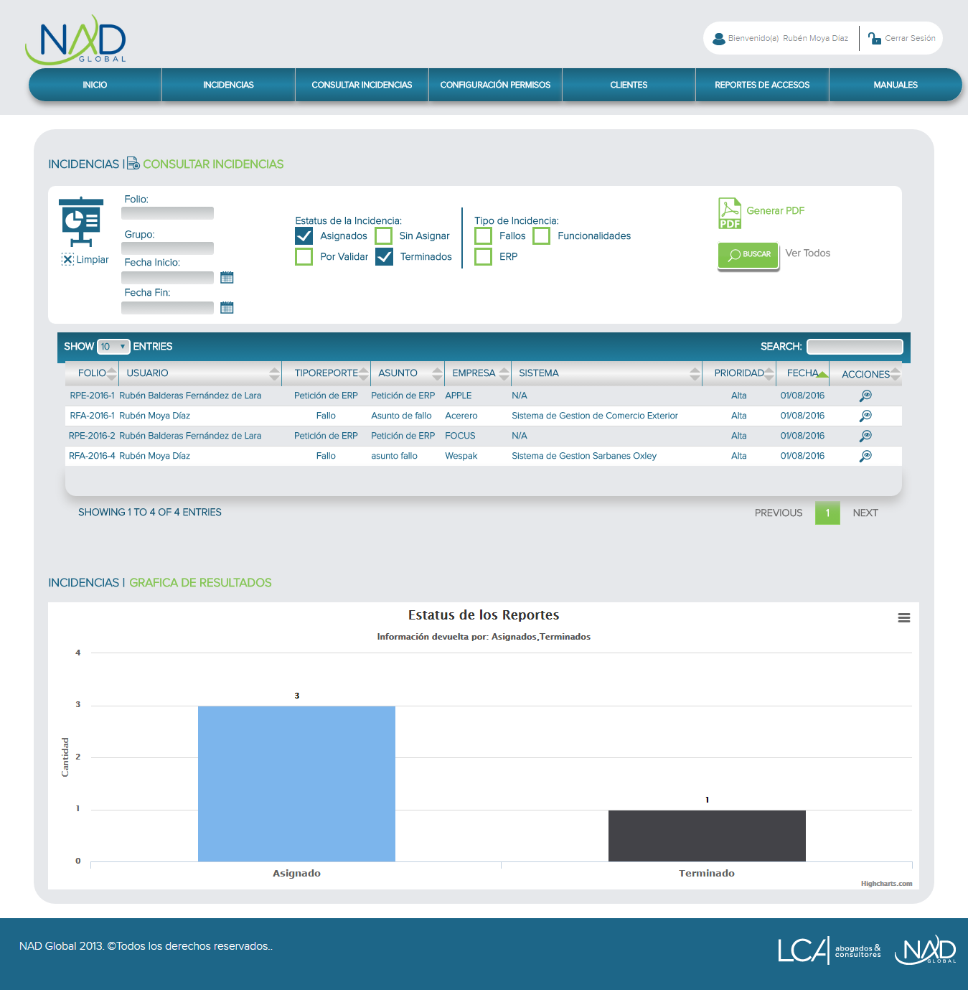 NAD
GLOBAL
Bienvenido(a) Rubén Moya Díaz
Cerrar Sesión
INICIO
INCIDENCIAS
CONSULTAR INCIDENCIAS
CONFIGURACIÓN PERMISOS
CLIENTES
REPORTES DE ACCESOS
MANUALES
INCIDENCIAS | CONSULTAR INCIDENCIAS
Limpiar
Folio:
Grupo:
Fecha Inicio:
Fecha Fin:
Estatus de la Incidencia:
Asignados Sin Asignar
Por Validar Terminados
Tipo de Incidencia:
Fallos Funcionalidades
ERP
PDF
Generar PDF
BUSCAR
Ver Todos
SHOW 10 ENTRIES
SEARCH:
FOLIO USUARIO TIPOREPORTE ASUNTO EMPRESA SISTEMA PRIORIDAD FECHA ACCIONES
RPE-2016-1 Rubén Balderas Fernández de Lara Petición de ERP Petición de ERP APPLE N/A Alta 01/08/2016
RFA-2016-1 Rubén Moya Díaz Fallo Asunto de fallo Acerero Sistema de Gestion de Comercio Exterior Alta 01/08/2016
RPE-2016-2 Rubén Balderas Fernández de Lara Petición de ERP Petición de ERP FOCUS N/A Alta 01/08/2016
RFA-2016-4 Rubén Moya Díaz Fallo asunto fallo Wespak Sistema de Gestion Sarbanes Oxley Alta 01/08/2016
SHOWING 1 TO 4 OF 4 ENTRIES
PREVIOUS 1 NEXT
INCIDENCIAS | GRAFICA DE RESULTADOS
Estatus de los Reportes
Información devuelta por: Asignados,Terminados
Cantidad
4
3
2
1
0
3
1
Asignado
Terminado
Highcharts.com
NAD Global 2013. ©Todos los derechos reservados..
LCA abogados & consultores
NAD
GLOBAL